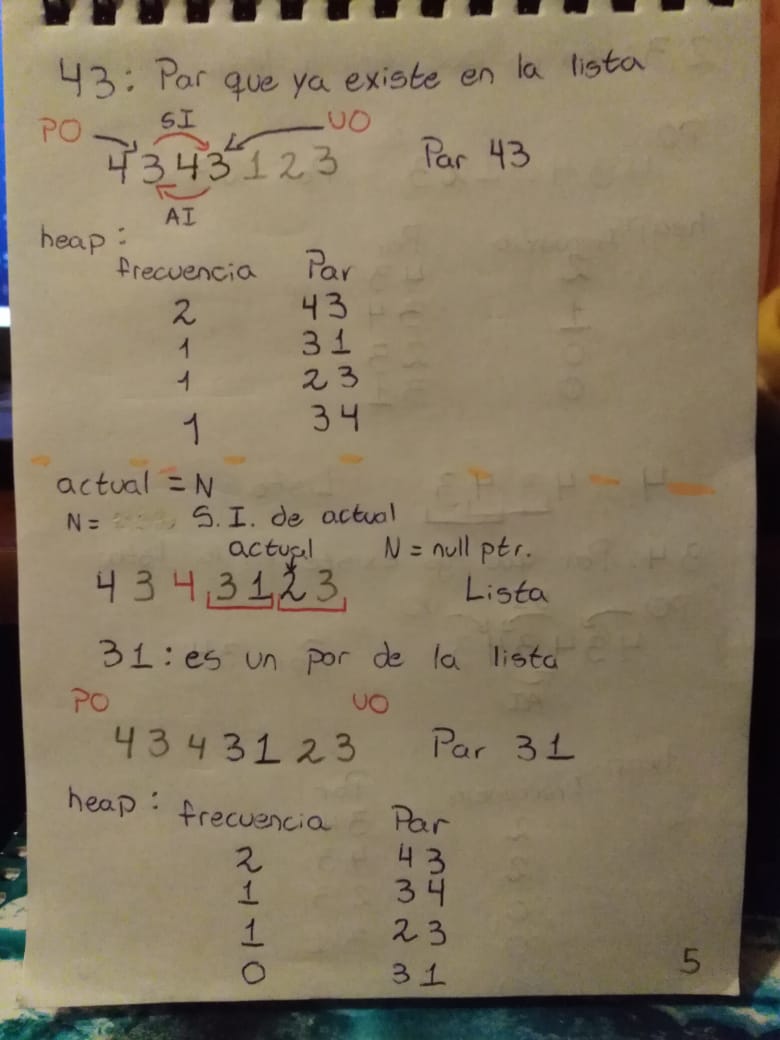 43: Par que ya existe en la lista
PO SI UO
4343123 Par 43
AI
heap:
frecuencia Par
2 43
1 31
1 23
1 34
actual = N
N= S.I. de actual
actual N = null ptr.
4343123 Lista
31: es un por de la lista
PO UO
4343123 Par 31
heap: frecuencia Par
2 43
1 34
1 23
0 31
5